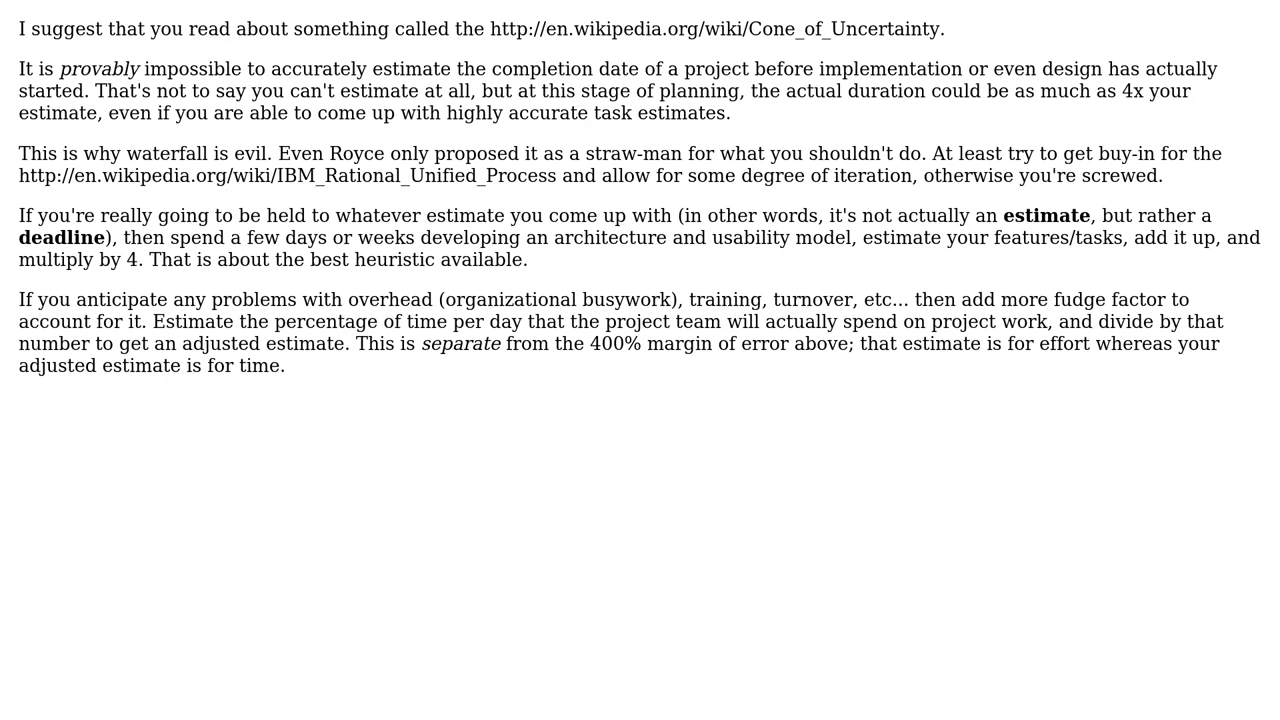 I suggest that you read about something called the http://en.wikipedia.org/wiki/Cone_of_Uncertainty.
It is provably impossible to accurately estimate the completion date of a project before implementation or even design has actually
started. That's not to say you can't estimate at all, but at this stage of planning, the actual duration could be as much as 4x your
estimate, even if you are able to come up with highly accurate task estimates.
This is why waterfall is evil. Even Royce only proposed it as a straw-man for what you shouldn't do. At least try to get buy-in for the
http://en.wikipedia.org/wiki/IBM_Rational_Unified_Process and allow for some degree of iteration, otherwise you're screwed.
If you're really going to be held to whatever estimate you come up with (in other words, it's not actually an estimate, but rather a
deadline), then spend a few days or weeks developing an architecture and usability model, estimate your features/tasks, add it up, and
multiply by 4. That is about the best heuristic available.
If you anticipate any problems with overhead (organizational busywork), training, turnover, etc... then add more fudge factor to
account for it. Estimate the percentage of time per day that the project team will actually spend on project work, and divide by that
number to get an adjusted estimate. This is separate from the 400% margin of error above; that estimate is for effort whereas your
adjusted estimate is for time.